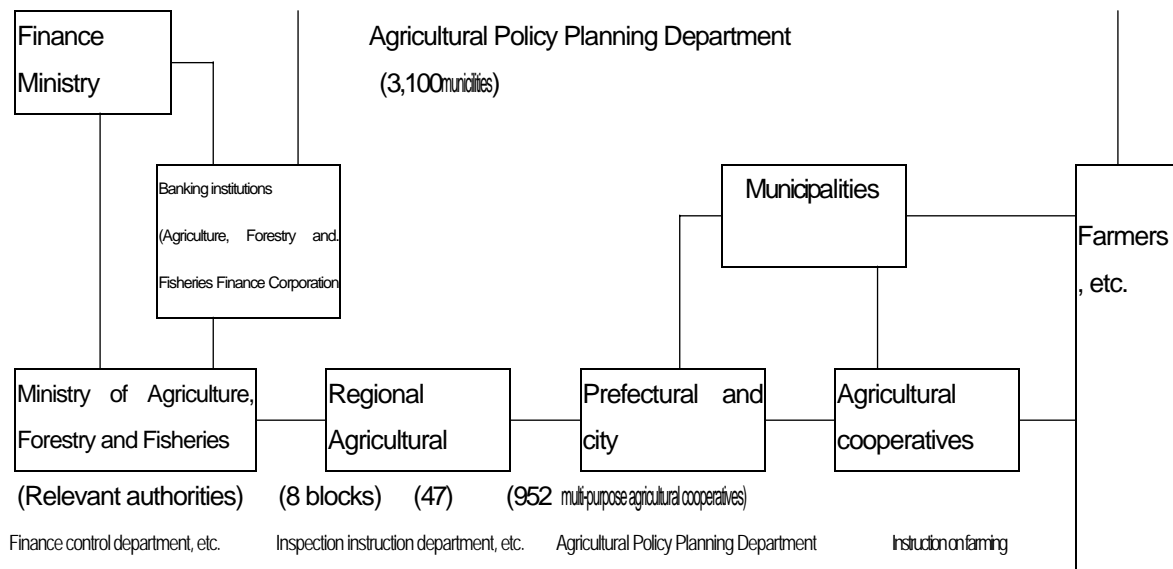 Finance
Ministry
Agricultural Policy Planning Department
(3,100municilities)
Banking institutions
(Agriculture, Forestry and.
Fisheries Finance Corporation
Municipalities
Farmers
, etc.
Ministry of Agriculture,
Forestry and Fisheries
Regional
Agricultural
Prefectural and
city
Agricultural
cooperatives
(Relevant authorities) (8 blocks) (47) (952 multi-purpose agricultural cooperatives)
Finance control department, etc. Inspection instruction department, etc. Agricultural Policy Planning Department Instruction on farming